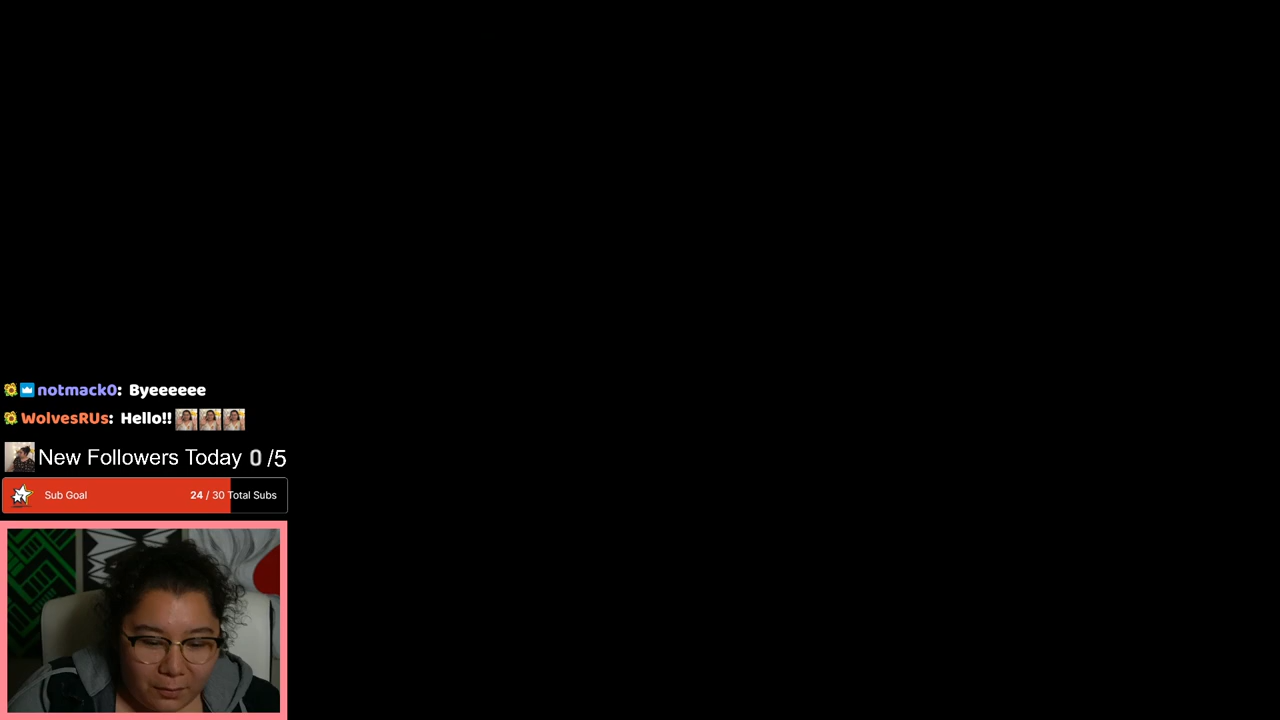 notmack0: Byeeeeee
WolvesRUs: Hello!!
New Followers Today 0 /5
Sub Goal 24 / 30 Total Subs